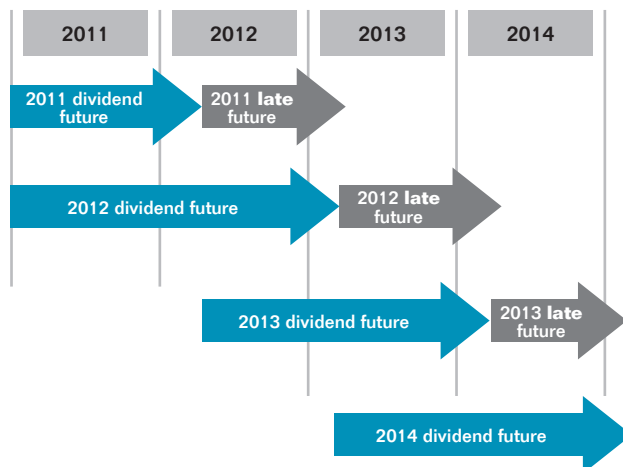 2011
2012
2013
2014
2011 dividend
future
2011 late
future
2012 dividend future
2012 late
future
2013 dividend future
2013 late
future
2014 dividend future